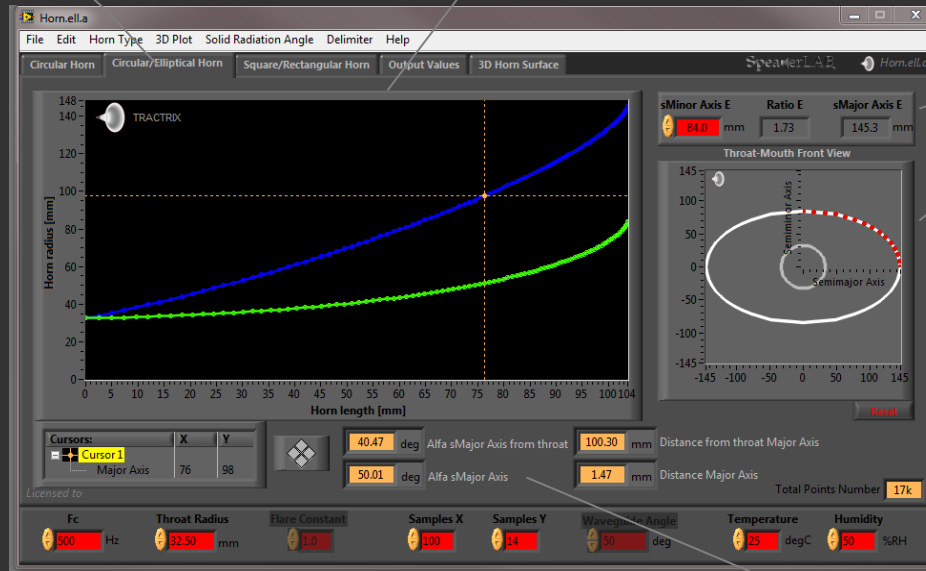 Horn.ell.a
File Edit Horn Type 3D Plot Solid Radiation Angle Delimiter Help
Circular Horn Circular/Elliptical Horn Square/Rectangular Horn Output Values 3D Horn Surface SpeakerLAB Horn.ell.a
TRACTRIX
148
140
120
100
80
60
40
20
0
Horn radius [mm]
0 5 10 15 20 25 30 35 40 45 50 55 60 65 70 75 80 85 90 95 100 104
Horn length [mm]
sMinor Axis E Ratio E sMajor Axis E
84.0 mm 1.73 145.3 mm
Throat-Mouth Front View
145
100
50
0
-50
-100
-145
Semiminor Axis
Semimajor Axis
-145 -100 -50 0 50 100 145
Reset
Cursors: X Y
Cursor 1
Major Axis 76 98
Licensed to
40.47 deg Alfa sMajor Axis from throat 100.30 mm Distance from throat Major Axis
50.01 deg Alfa sMajor Axis 1.47 mm Distance Major Axis
Total Points Number 17k
Fc Throat Radius Flare Constant Samples X Samples Y Waveguide Angle Temperature Humidity
500 Hz 32.50 mm 1.0 100 14 50 deg 25 degC 50 %RH